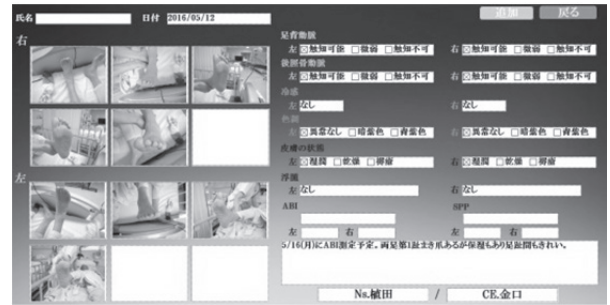 氏名 日付 2016/05/12 追加 戻る
右
左
足背動脈
左 ☒触知可能 □微弱 □触知不可 右 ☒触知可能 □微弱 □触知不可
後脛骨動脈
左 ☒触知可能 □微弱 □触知不可 右 ☒触知可能 □微弱 □触知不可
冷感
左 なし 右 なし
色調
左 ☒異常なし □暗紫色 □青紫色 右 ☒異常なし □暗紫色 □青紫色
皮膚の状態
左 ☒湿潤 □乾燥 □胼胝 右 ☒湿潤 □乾燥 □胼胝
浮腫
左 なし 右 なし
ABI SPP
左 右 左 右
5/16(月)にABI測定予定。両足第1趾まき爪あるが保湿もあり足趾間もきれい。
Ns.植田 / CE.金口